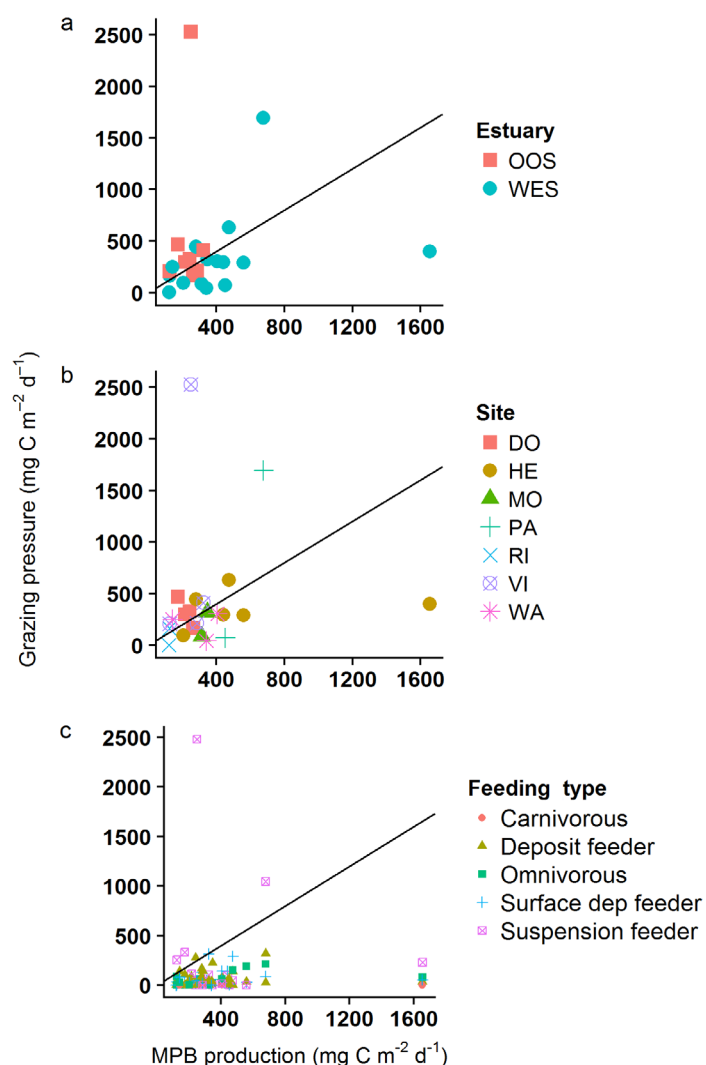 a
2500
2000
1500
1000
500
0
400 800 1200 1600
Estuary
OOS
WES
b
2500
2000
1500
1000
500
0
400 800 1200 1600
Site
DO
HE
MO
PA
RI
VI
WA
Grazing pressure (mg C m⁻² d⁻¹)
c
2500
2000
1500
1000
500
0
400 800 1200 1600
Feeding type
Carnivorous
Deposit feeder
Omnivorous
Surface dep feeder
Suspension feeder
MPB production (mg C m⁻² d⁻¹)